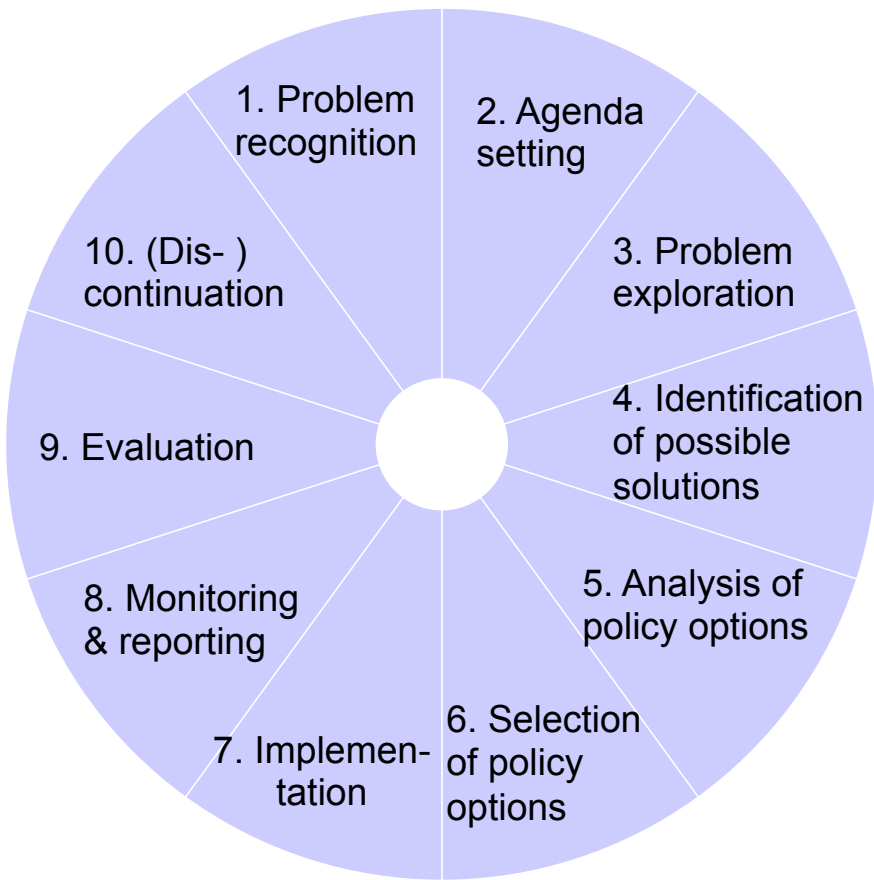 1. Problem
recognition
2. Agenda
setting
3. Problem
exploration
4. Identification
of possible
solutions
5. Analysis of
policy options
6. Selection
of policy
options
7. Implemen-
tation
8. Monitoring
& reporting
9. Evaluation
10. (Dis- )
continuation